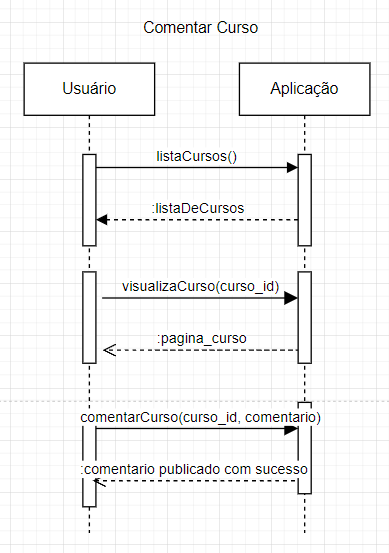 Comentar Curso
Usuário
Aplicação
listaCursos()
:listaDeCursos
visualizaCurso(curso_id)
:pagina_curso
comentarCurso(curso_id, comentario)
:comentario publicado com sucesso